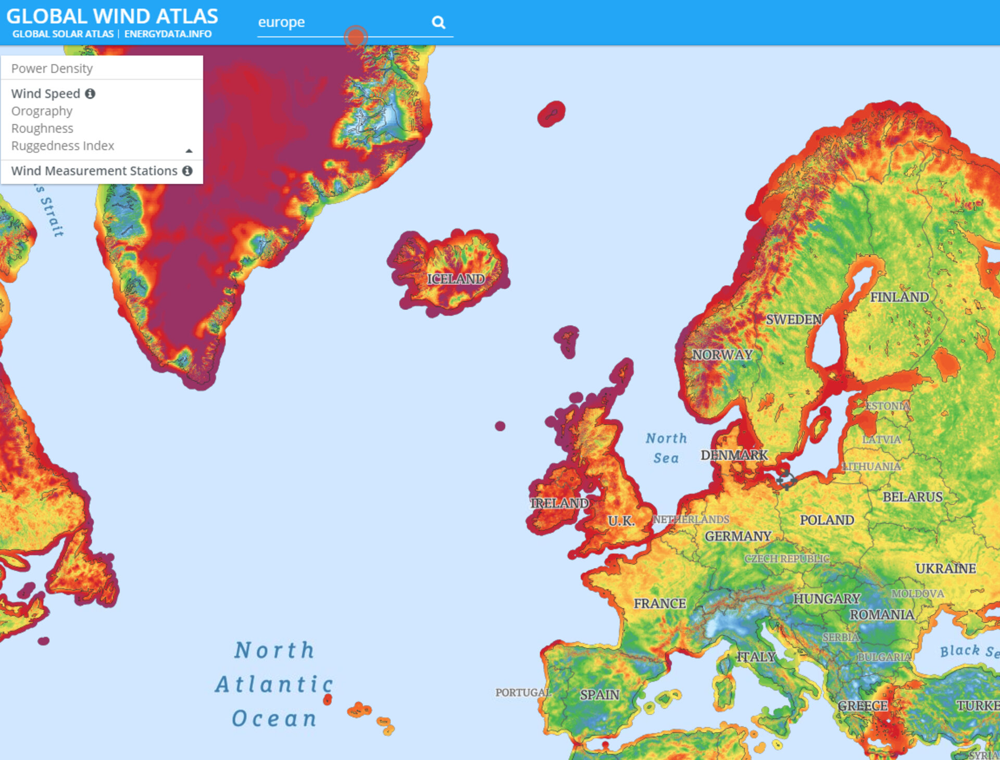 GLOBAL WIND ATLAS
GLOBAL SOLAR ATLAS | ENERGYDATA.INFO
europe
Power Density
Wind Speed
Orography
Roughness
Ruggedness Index
Wind Measurement Stations
s Strait
ICELAND
FINLAND
SWEDEN
NORWAY
ESTONIA
North
Sea
LATVIA
DENMARK
LITHUANIA
BELARUS
IRELAND
U.K.
NETHERLANDS
POLAND
GERMANY
CZECH REPUBLIC
UKRAINE
MOLDOVA
FRANCE
HUNGARY
ROMANIA
SERBIA
North
Atlantic
Ocean
Black Se
ITALY
BULGARIA
PORTUGAL
SPAIN
GREECE
TURKE
SYRIA